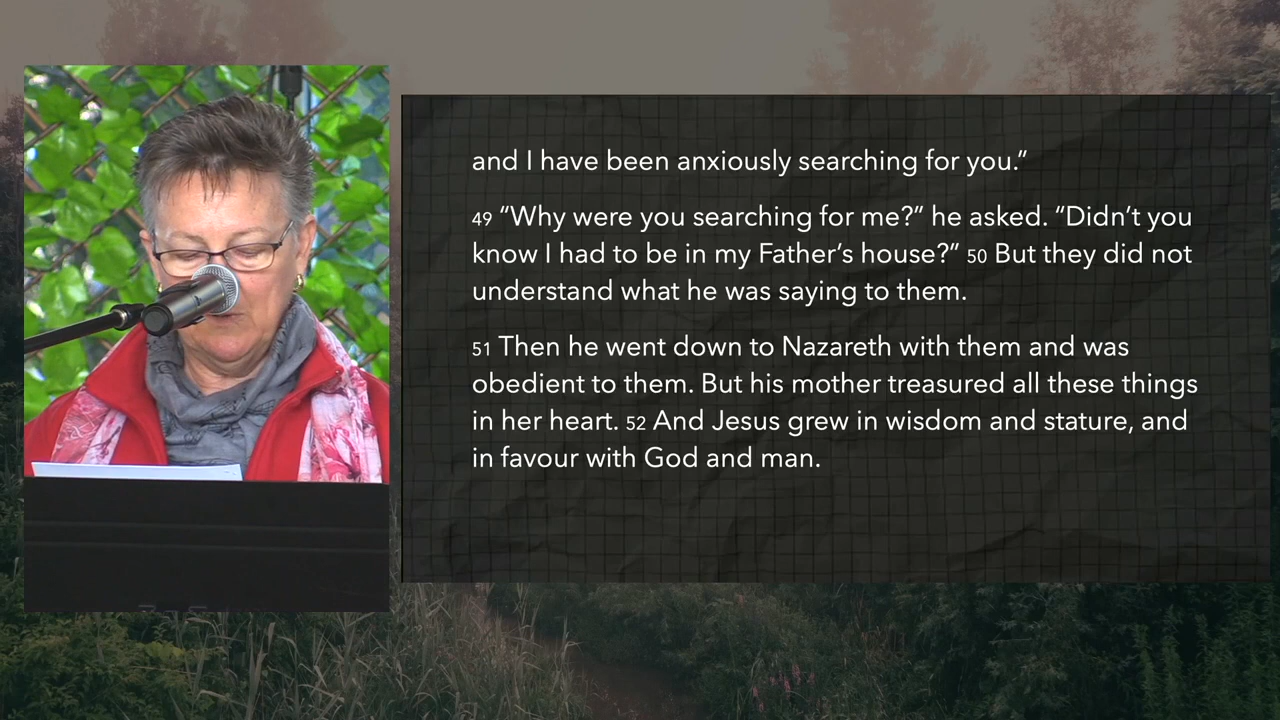 and I have been anxiously searching for you.”
49 “Why were you searching for me?” he asked. “Didn’t you
know I had to be in my Father’s house?” 50 But they did not
understand what he was saying to them.
51 Then he went down to Nazareth with them and was
obedient to them. But his mother treasured all these things
in her heart. 52 And Jesus grew in wisdom and stature, and
in favour with God and man.